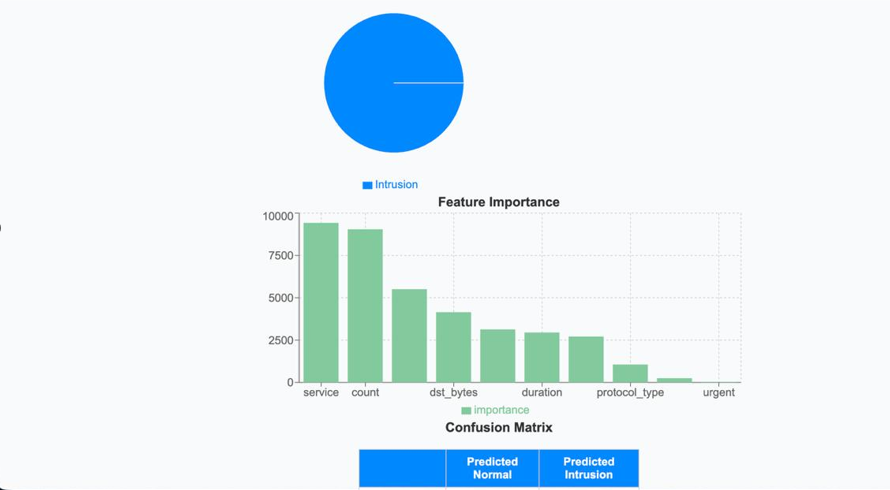 Intrusion
Feature Importance
10000
7500
5000
2500
0
service count dst_bytes duration protocol_type urgent
importance
Confusion Matrix
Predicted Normal
Predicted Intrusion